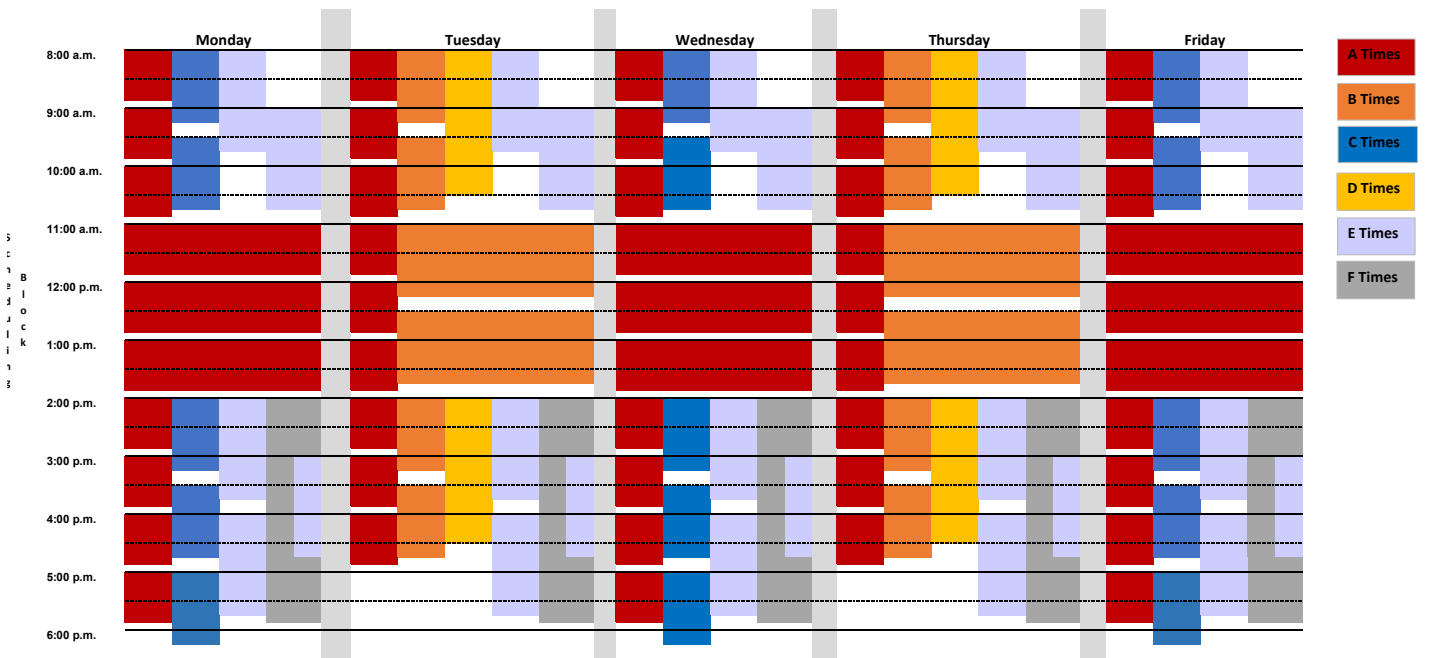 Monday Tuesday Wednesday Thursday Friday
8:00 a.m.
9:00 a.m.
10:00 a.m.
11:00 a.m.
12:00 p.m.
1:00 p.m.
2:00 p.m.
3:00 p.m.
4:00 p.m.
5:00 p.m.
6:00 p.m.
Block
A Times
B Times
C Times
D Times
E Times
F Times